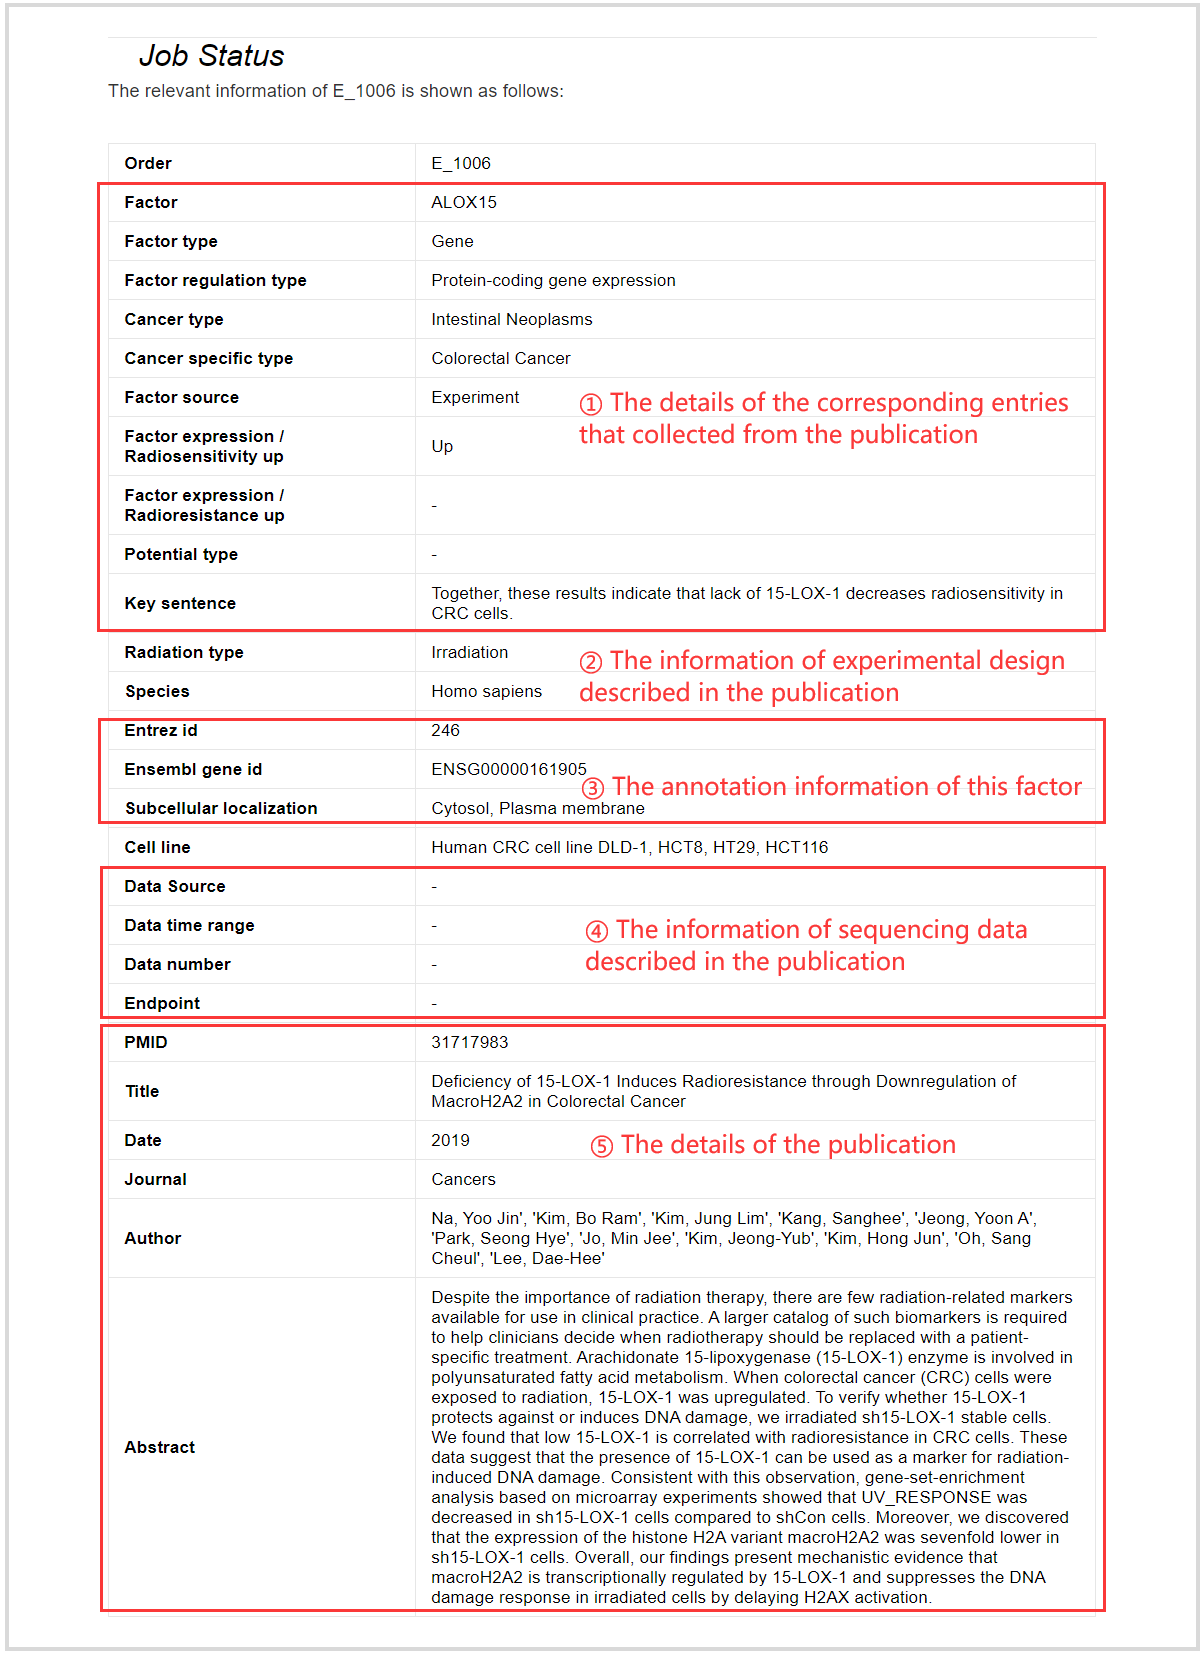 Job Status
The relevant information of E_1006 is shown as follows:
Order E_1006
Factor ALOX15
Factor type Gene
Factor regulation type Protein-coding gene expression
Cancer type Intestinal Neoplasms
Cancer specific type Colorectal Cancer
Factor source Experiment
① The details of the corresponding entries
that collected from the publication
Factor expression /
Radiosensitivity up
Up
Factor expression /
Radioresistance up
-
Potential type -
Key sentence
Together, these results indicate that lack of 15-LOX-1 decreases radiosensitivity in
CRC cells.
Radiation type Irradiation
② The information of experimental design
described in the publication
Species Homo sapiens
Entrez id 246
Ensembl gene id ENSG00000161905
③ The annotation information of this factor
Subcellular localization Cytosol, Plasma membrane
Cell line Human CRC cell line DLD-1, HCT8, HT29, HCT116
Data Source -
Data time range -
④ The information of sequencing data
described in the publication
Data number -
Endpoint -
PMID 31717983
Title
Deficiency of 15-LOX-1 Induces Radioresistance through Downregulation of
MacroH2A2 in Colorectal Cancer
Date 2019
⑤ The details of the publication
Journal Cancers
Author
Na, Yoo Jin', 'Kim, Bo Ram', 'Kim, Jung Lim', 'Kang, Sanghee', 'Jeong, Yoon A',
'Park, Seong Hye', 'Jo, Min Jee', 'Kim, Jeong-Yub', 'Kim, Hong Jun', 'Oh, Sang
Cheul', 'Lee, Dae-Hee'
Abstract
Despite the importance of radiation therapy, there are few radiation-related markers
available for use in clinical practice. A larger catalog of such biomarkers is required
to help clinicians decide when radiotherapy should be replaced with a patient-
specific treatment. Arachidonate 15-lipoxygenase (15-LOX-1) enzyme is involved in
polyunsaturated fatty acid metabolism. When colorectal cancer (CRC) cells were
exposed to radiation, 15-LOX-1 was upregulated. To verify whether 15-LOX-1
protects against or induces DNA damage, we irradiated sh15-LOX-1 stable cells.
We found that low 15-LOX-1 is correlated with radioresistance in CRC cells. These
data suggest that the presence of 15-LOX-1 can be used as a marker for radiation-
induced DNA damage. Consistent with this observation, gene-set-enrichment
analysis based on microarray experiments showed that UV_RESPONSE was
decreased in sh15-LOX-1 cells compared to shCon cells. Moreover, we discovered
that the expression of the histone H2A variant macroH2A2 was sevenfold lower in
sh15-LOX-1 cells. Overall, our findings present mechanistic evidence that
macroH2A2 is transcriptionally regulated by 15-LOX-1 and suppresses the DNA
damage response in irradiated cells by delaying H2AX activation.